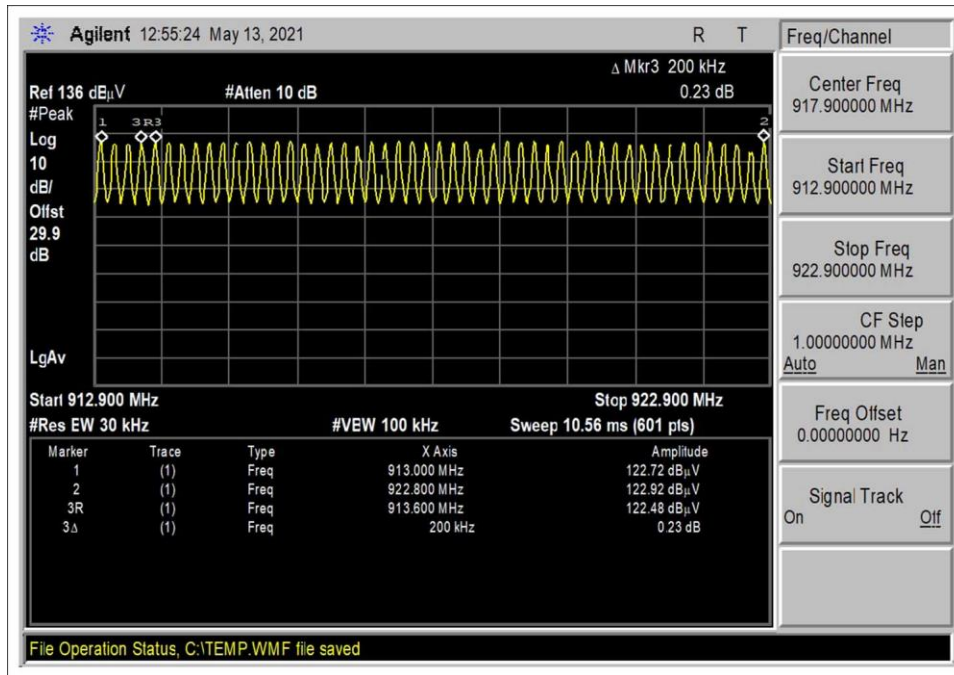 Agilent 12:55:24 May 13, 2021 R T
Δ Mkr3 200 kHz
Ref 136 dBµV #Atten 10 dB 0.23 dB
#Peak
Log
10
dB/
Offst
29.9
dB
LgAv
1 3R3 2
Start 912.900 MHz Stop 922.900 MHz
#Res EW 30 kHz #VEW 100 kHz Sweep 10.56 ms (601 pts)
Marker Trace Type X Axis Amplitude
1 (1) Freq 913.000 MHz 122.72 dBµV
2 (1) Freq 922.800 MHz 122.92 dBµV
3R (1) Freq 913.600 MHz 122.48 dBµV
3Δ (1) Freq 200 kHz 0.23 dB
File Operation Status, C:\TEMP.WMF file saved
Freq/Channel
Center Freq
917.900000 MHz
Start Freq
912.900000 MHz
Stop Freq
922.900000 MHz
CF Step
1.00000000 MHz
Auto Man
Freq Offset
0.00000000 Hz
Signal Track
On Off